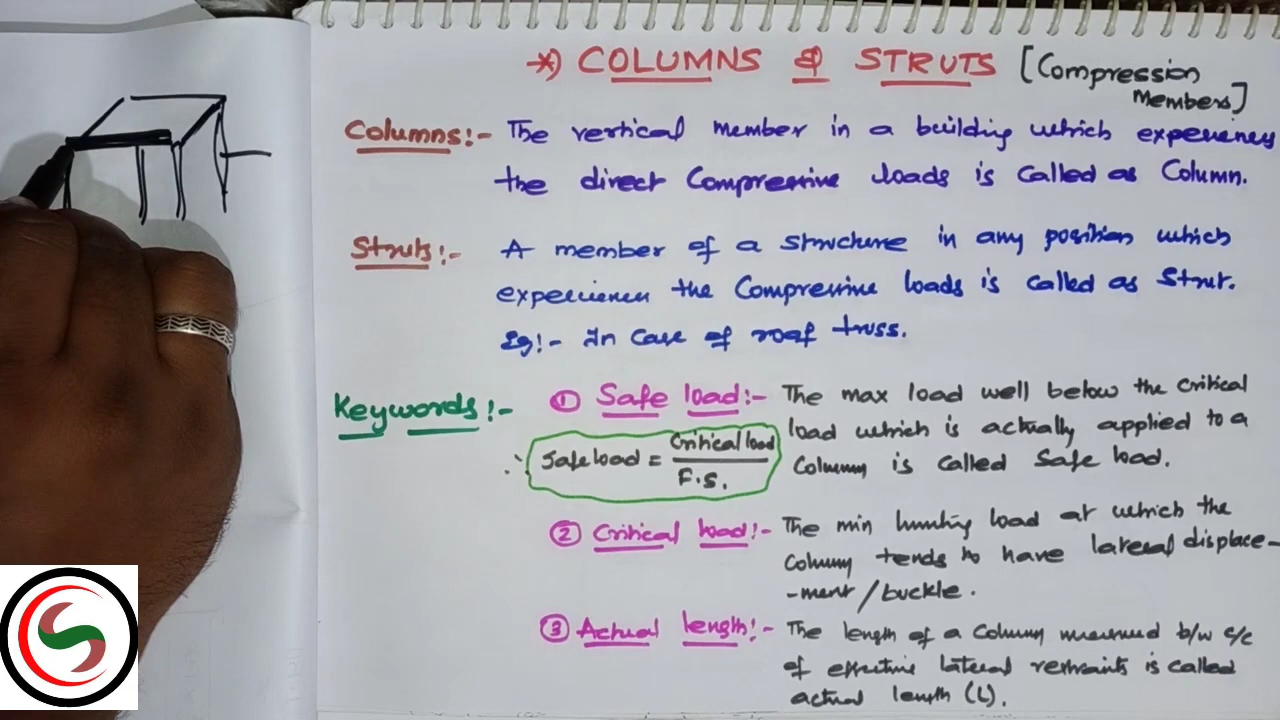 *) COLUMNS & STRUTS [Compression Members]
Columns:- The vertical member in a building which experiences
the direct Compressive loads is called as Column.
Struts:- A member of a structure in any position which
experiences the Compressive loads is called as Strut.
Eg:- In case of roof truss.
Keywords:- ① Safe load:- The max load well below the critical
load which is actually applied to a
Column is called Safe load.
∴ Safe load = Critical load / F.S.
② Critical load:- The min limiting load at which the
Column tends to have lateral displace-
-ment / buckle.
③ Actual length:- The length of a Column measured b/w c/c
of effective lateral restraints is called
actual length (L).